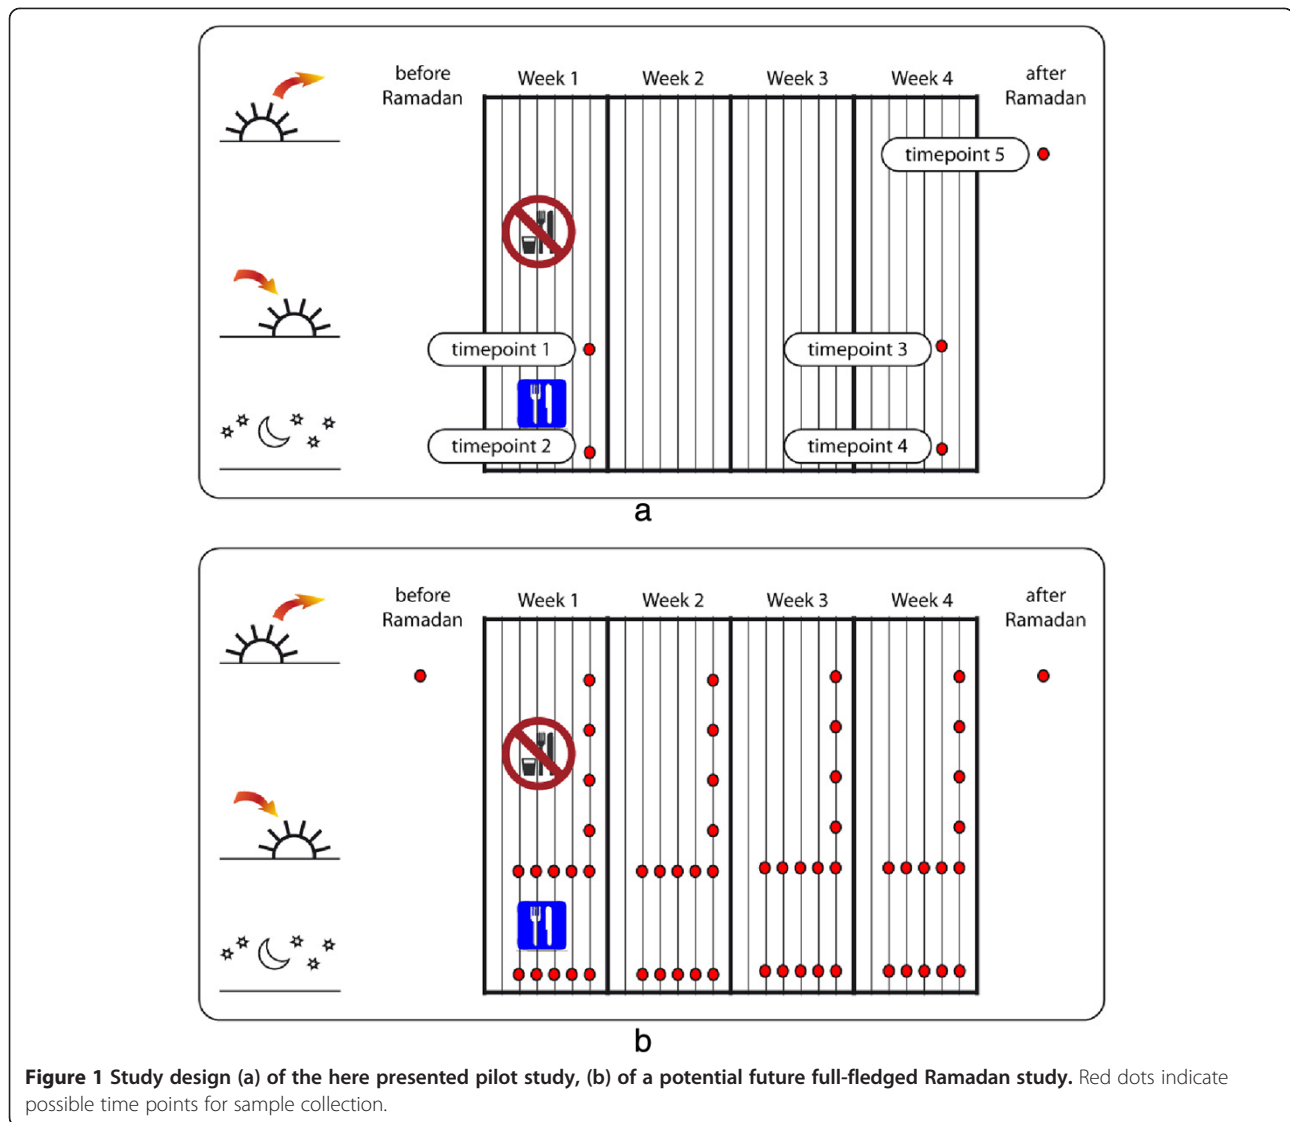 before
Ramadan
Week 1
Week 2
Week 3
Week 4
after
Ramadan
timepoint 5
timepoint 1
timepoint 3
timepoint 2
timepoint 4
a
before
Ramadan
Week 1
Week 2
Week 3
Week 4
after
Ramadan
b
Figure 1 Study design (a) of the here presented pilot study, (b) of a potential future full-fledged Ramadan study. Red dots indicate
possible time points for sample collection.